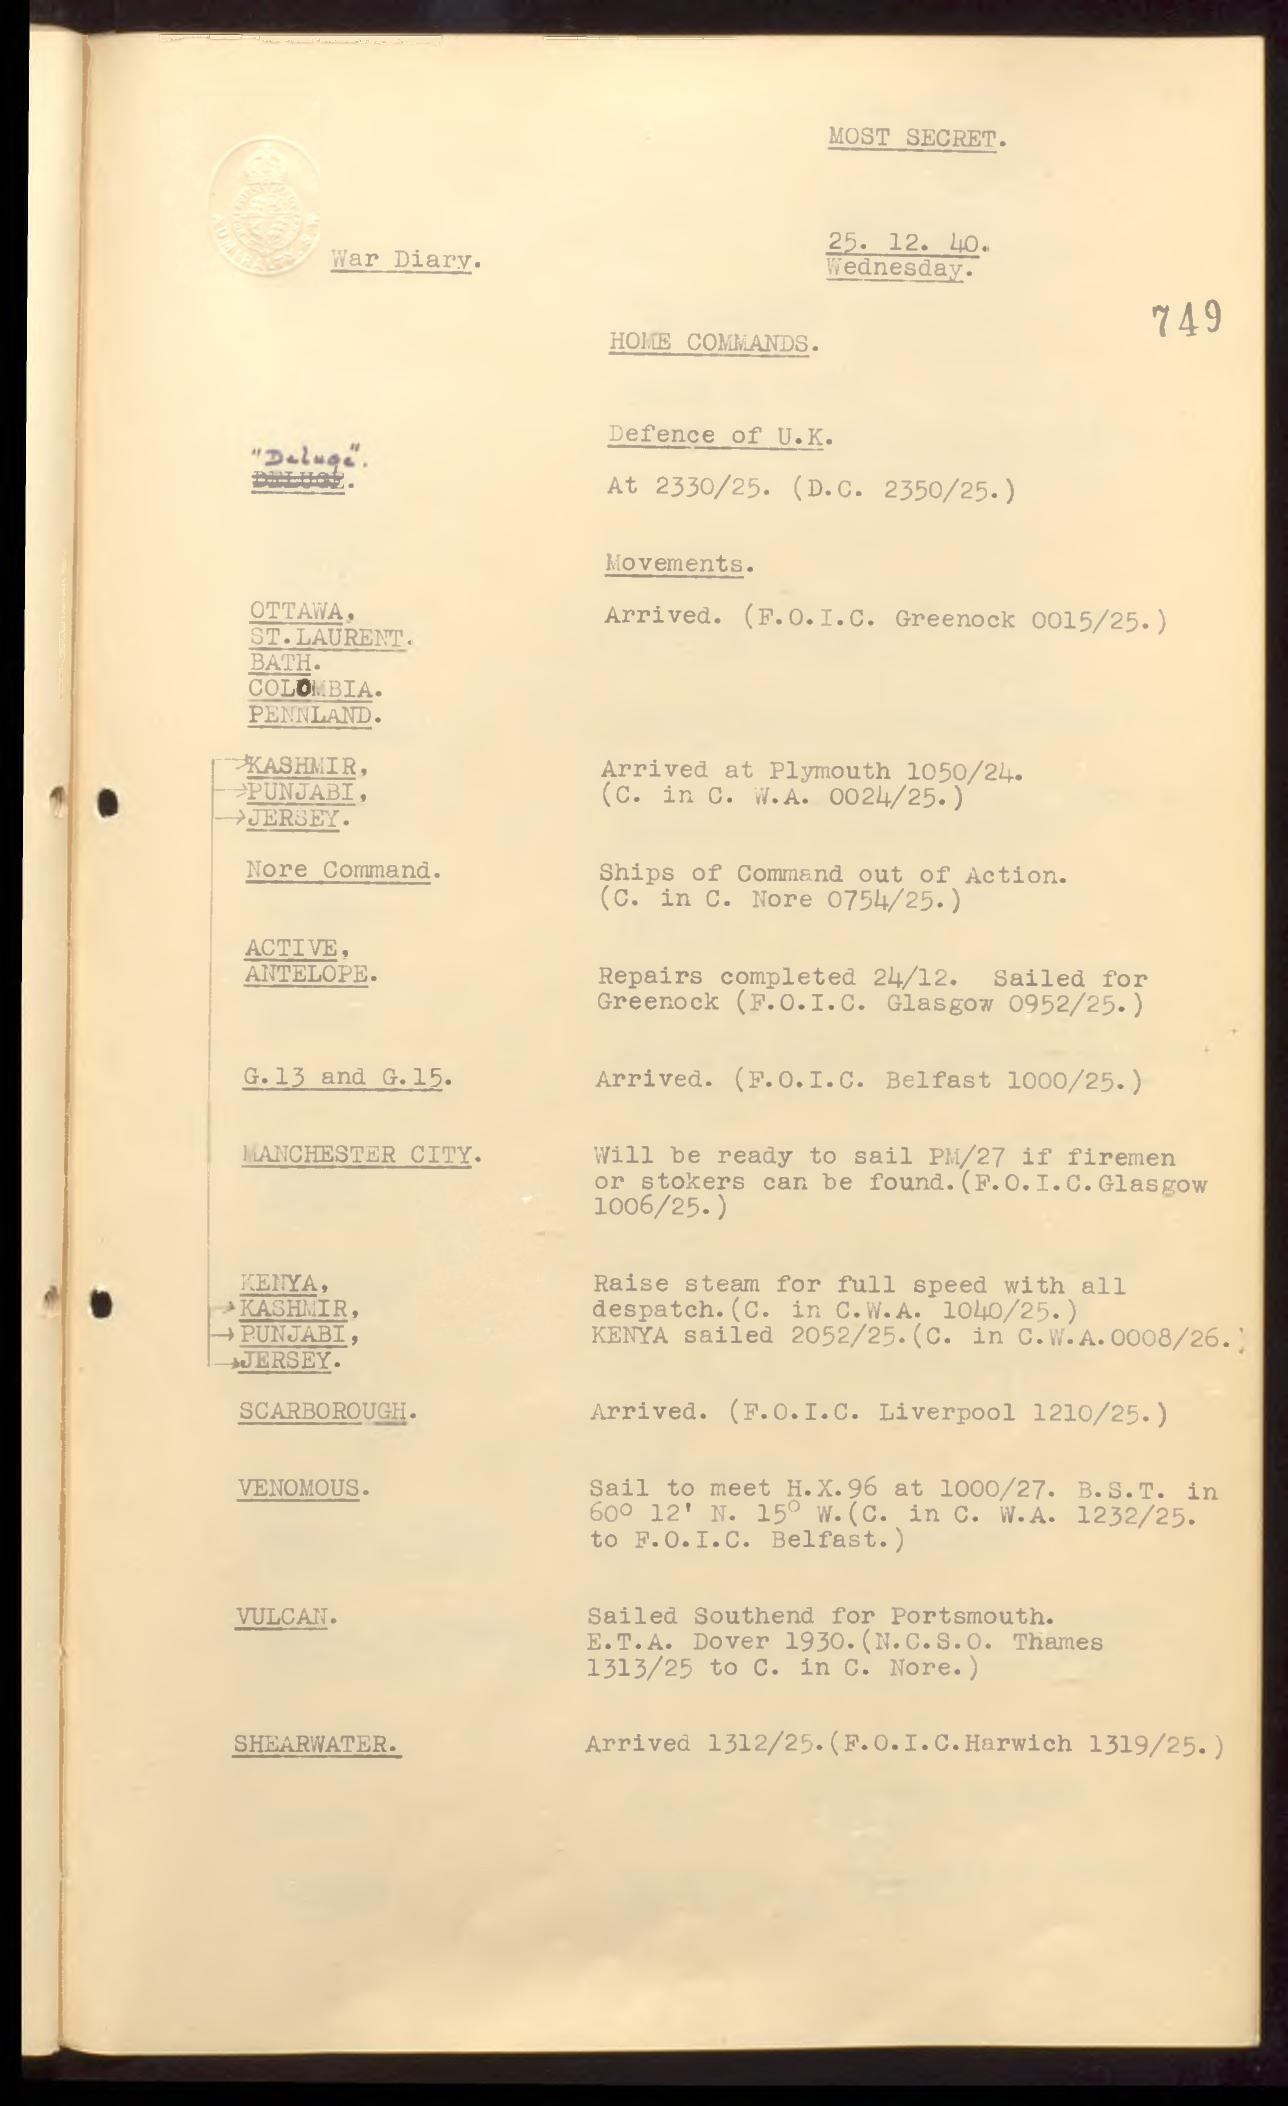 MOST SECRET.
ADMIRALTY. S.W.
War Diary.
25. 12. 40.
Wednesday.
749
HOME COMMANDS.
Defence of U.K.
"Deluge".
DELUGE.
At 2330/25. (D.C. 2350/25.)
Movements.
OTTAWA, Arrived. (F.O.I.C. Greenock 0015/25.)
ST.LAURENT.
BATH.
COLOMBIA.
PENNLAND.
→KASHMIR, Arrived at Plymouth 1050/24.
→PUNJABI, (C. in C. W.A. 0024/25.)
→JERSEY.
Nore Command. Ships of Command out of Action.
(C. in C. Nore 0754/25.)
ACTIVE,
ANTELOPE. Repairs completed 24/12. Sailed for
Greenock (F.O.I.C. Glasgow 0952/25.)
G.13 and G.15. Arrived. (F.O.I.C. Belfast 1000/25.)
MANCHESTER CITY. Will be ready to sail PM/27 if firemen
or stokers can be found.(F.O.I.C.Glasgow
1006/25.)
KENYA, Raise steam for full speed with all
→KASHMIR, despatch.(C. in C.W.A. 1040/25.)
→PUNJABI, KENYA sailed 2052/25.(C. in C.W.A.0008/26.)
→JERSEY.
SCARBOROUGH. Arrived. (F.O.I.C. Liverpool 1210/25.)
VENOMOUS. Sail to meet H.X.96 at 1000/27. B.S.T. in
60° 12' N. 15° W.(C. in C. W.A. 1232/25.
to F.O.I.C. Belfast.)
VULCAN. Sailed Southend for Portsmouth.
E.T.A. Dover 1930.(N.C.S.O. Thames
1313/25 to C. in C. Nore.)
SHEARWATER. Arrived 1312/25.(F.O.I.C.Harwich 1319/25.)